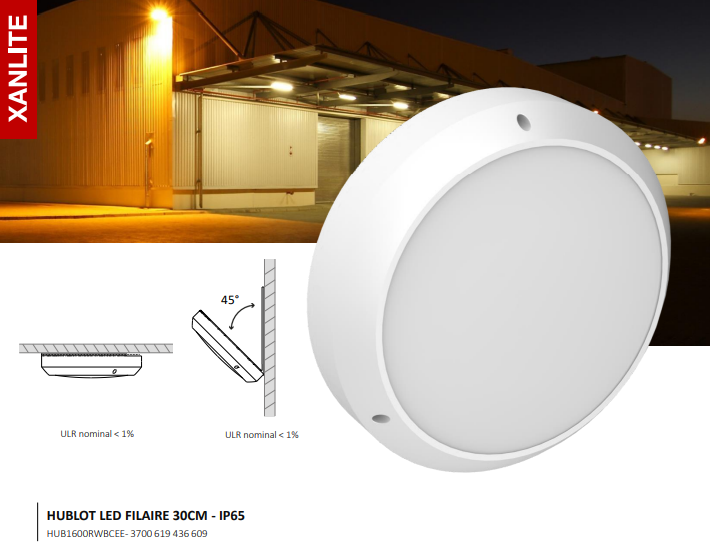 XANLITE
45°
ULR nominal < 1%
ULR nominal < 1%
HUBLOT LED FILAIRE 30CM - IP65
HUB1600RWBCEE- 3700 619 436 609